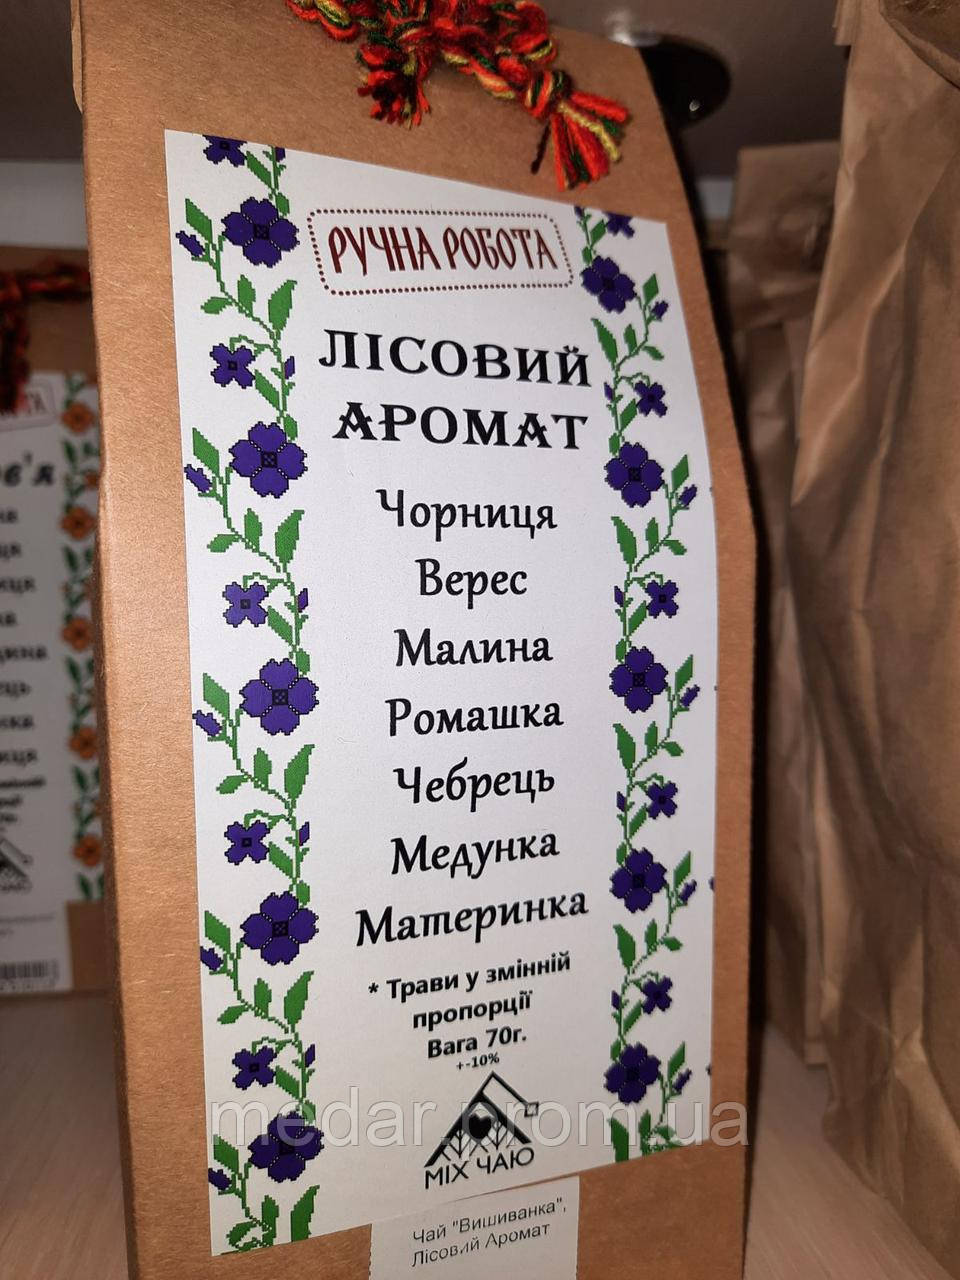 РУЧНА РОБОТА
ЛІСОВИЙ
АРОМАТ
Чорниця
Верес
Малина
Ромашка
Чебрець
Медунка
Материнка
* Трави у змінній
пропорції
Вага 70г.
+-10%
МІХ ЧАЮ
Чай "Вишиванка",
Лісовий Аромат
medar.prom.ua